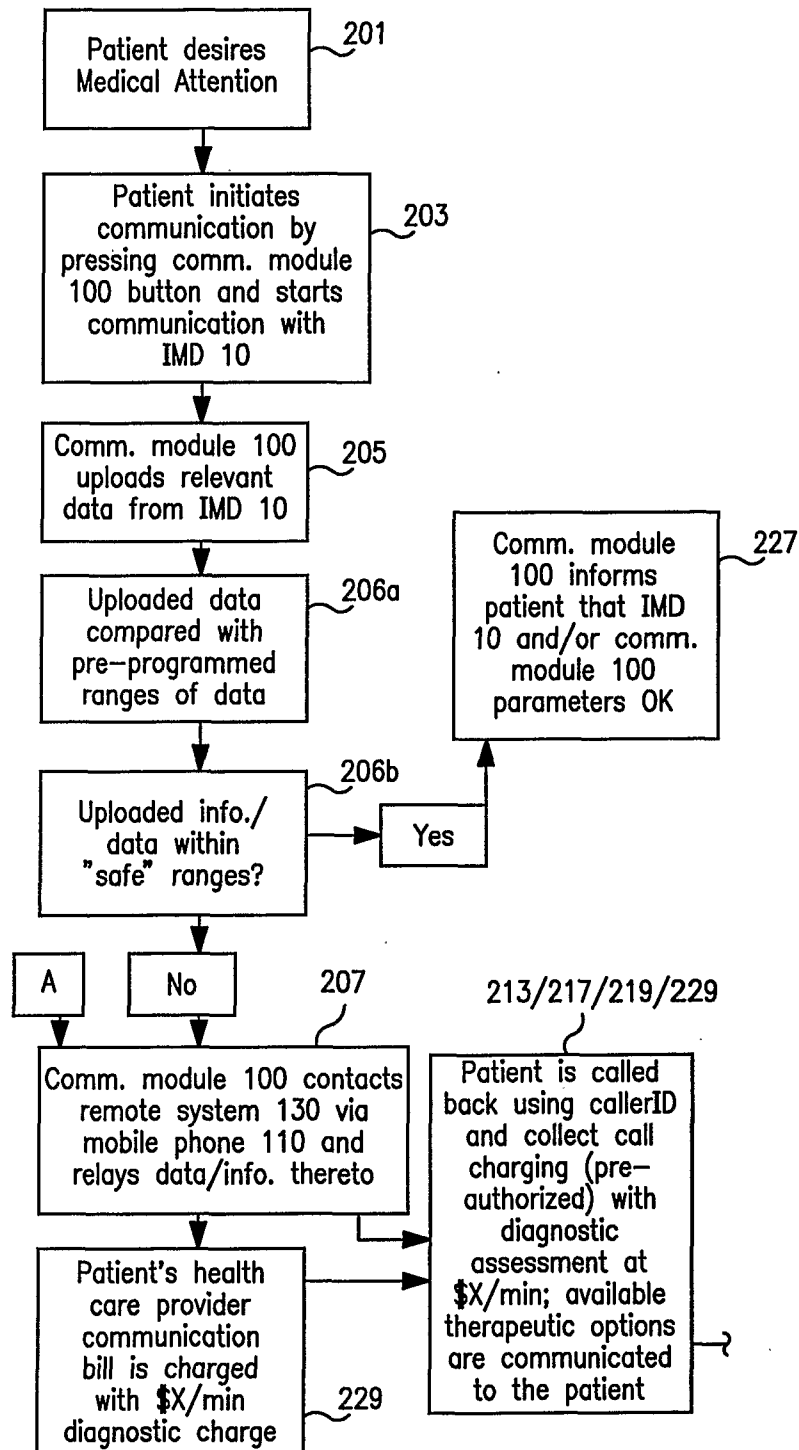 201
Patient desires
Medical Attention
203
Patient initiates
communication by
pressing comm. module
100 button and starts
communication with
IMD 10
205
Comm. module 100
uploads relevant
data from IMD 10
206a
Uploaded data
compared with
pre-programmed
ranges of data
227
Comm. module
100 informs
patient that IMD
10 and/or comm.
module 100
parameters OK
206b
Uploaded info./
data within
"safe" ranges?
Yes
A
No
207
Comm. module 100 contacts
remote system 130 via
mobile phone 110 and
relays data/info. thereto
213/217/219/229
Patient is called
back using callerID
and collect call
charging (pre-
authorized) with
diagnostic
assessment at
$X/min; available
therapeutic options
are communicated
to the patient
Patient's health
care provider
communication
bill is charged
with $X/min
diagnostic charge
229